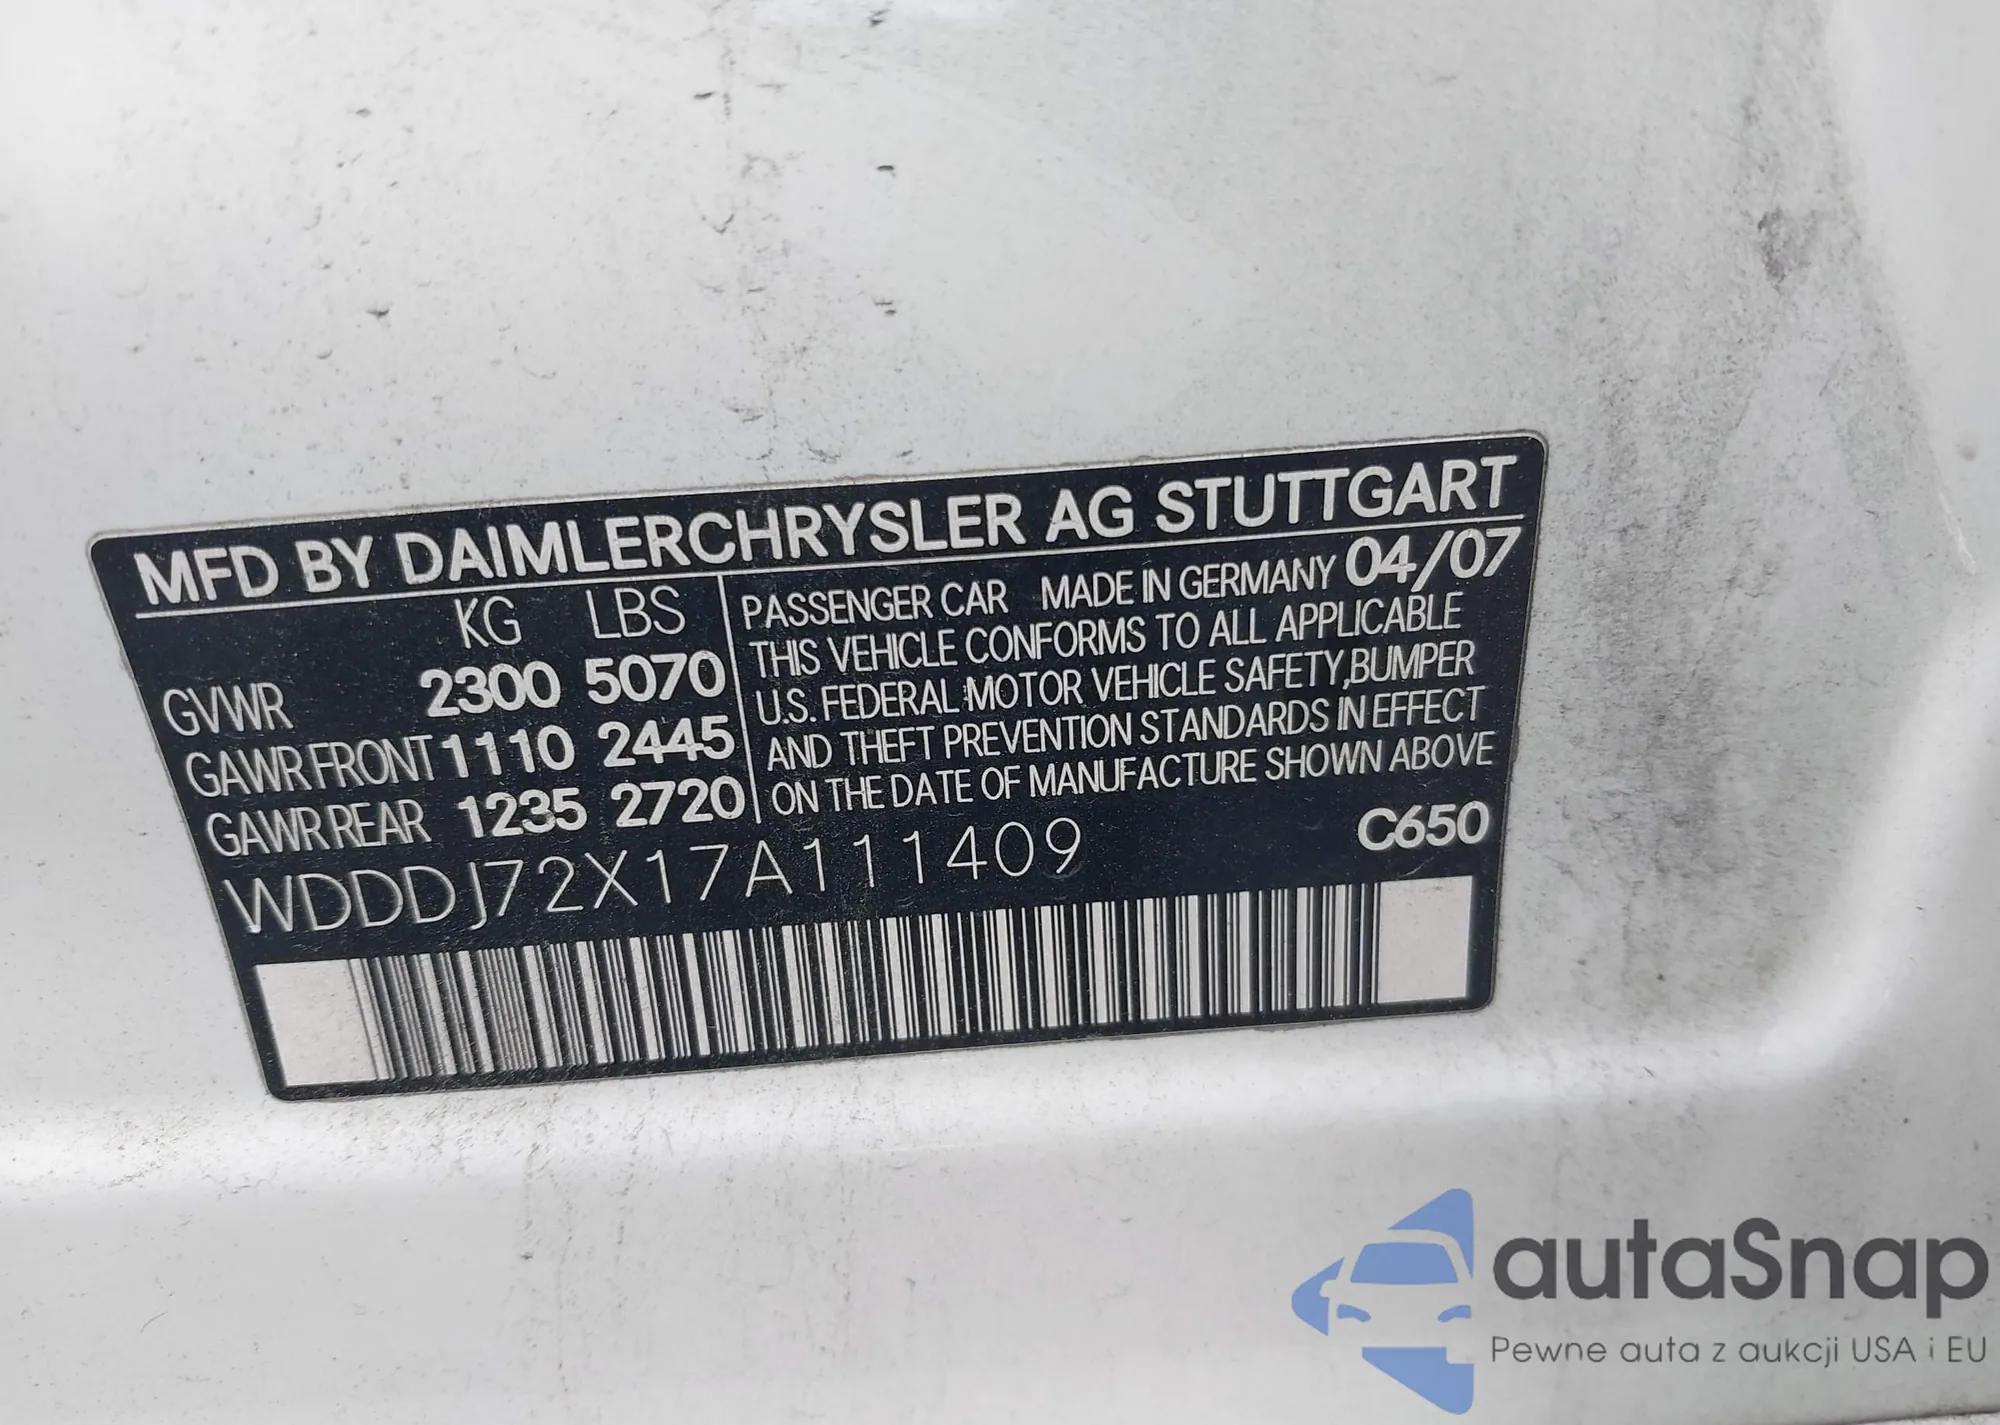 MFD BY DAIMLERCHRYSLER AG STUTTGART
KG LBS
GVWR 2300 5070
GAWR FRONT 1110 2445
GAWR REAR 1235 2720
PASSENGER CAR MADE IN GERMANY 04/07
THIS VEHICLE CONFORMS TO ALL APPLICABLE
U.S. FEDERAL MOTOR VEHICLE SAFETY, BUMPER
AND THEFT PREVENTION STANDARDS IN EFFECT
ON THE DATE OF MANUFACTURE SHOWN ABOVE
WDDDJ72X17A111409
C650
autaSnap
Pewne auta z aukcji USA i EU